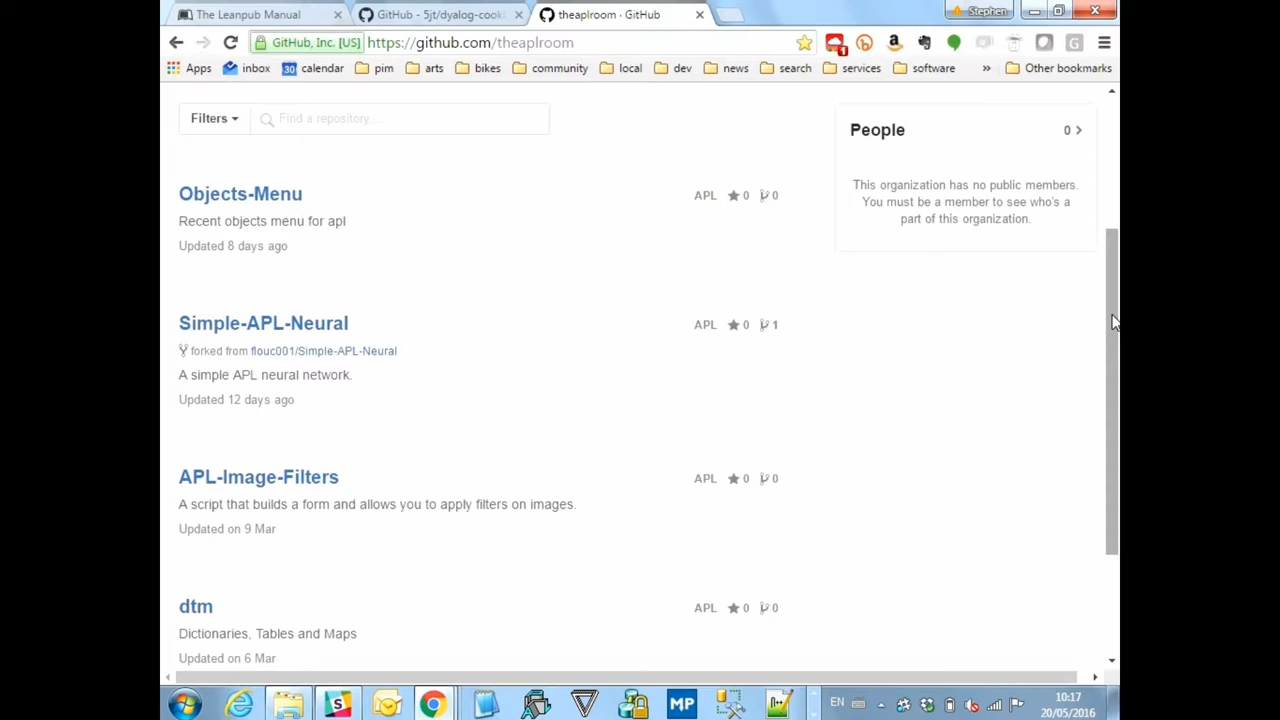 The Leanpub Manual
GitHub - 5jt/dyalog-cook
theaplroom · GitHub
Stephen
GitHub, Inc. [US]
https://github.com/theaplroom
1
Apps
30
inbox
calendar
pim
arts
bikes
community
local
dev
news
search
services
software
»
Other bookmarks
Filters
Find a repository…
People
0
This organization has no public members.
You must be a member to see who's a
part of this organization.
Objects-Menu
APL
0
0
Recent objects menu for apl
Updated 8 days ago
Simple-APL-Neural
APL
0
1
forked from flouc001/Simple-APL-Neural
A simple APL neural network.
Updated 12 days ago
APL-Image-Filters
APL
0
0
A script that builds a form and allows you to apply filters on images.
Updated on 9 Mar
dtm
APL
0
0
Dictionaries, Tables and Maps
Updated on 6 Mar
MP
EN
10:17
20/05/2016